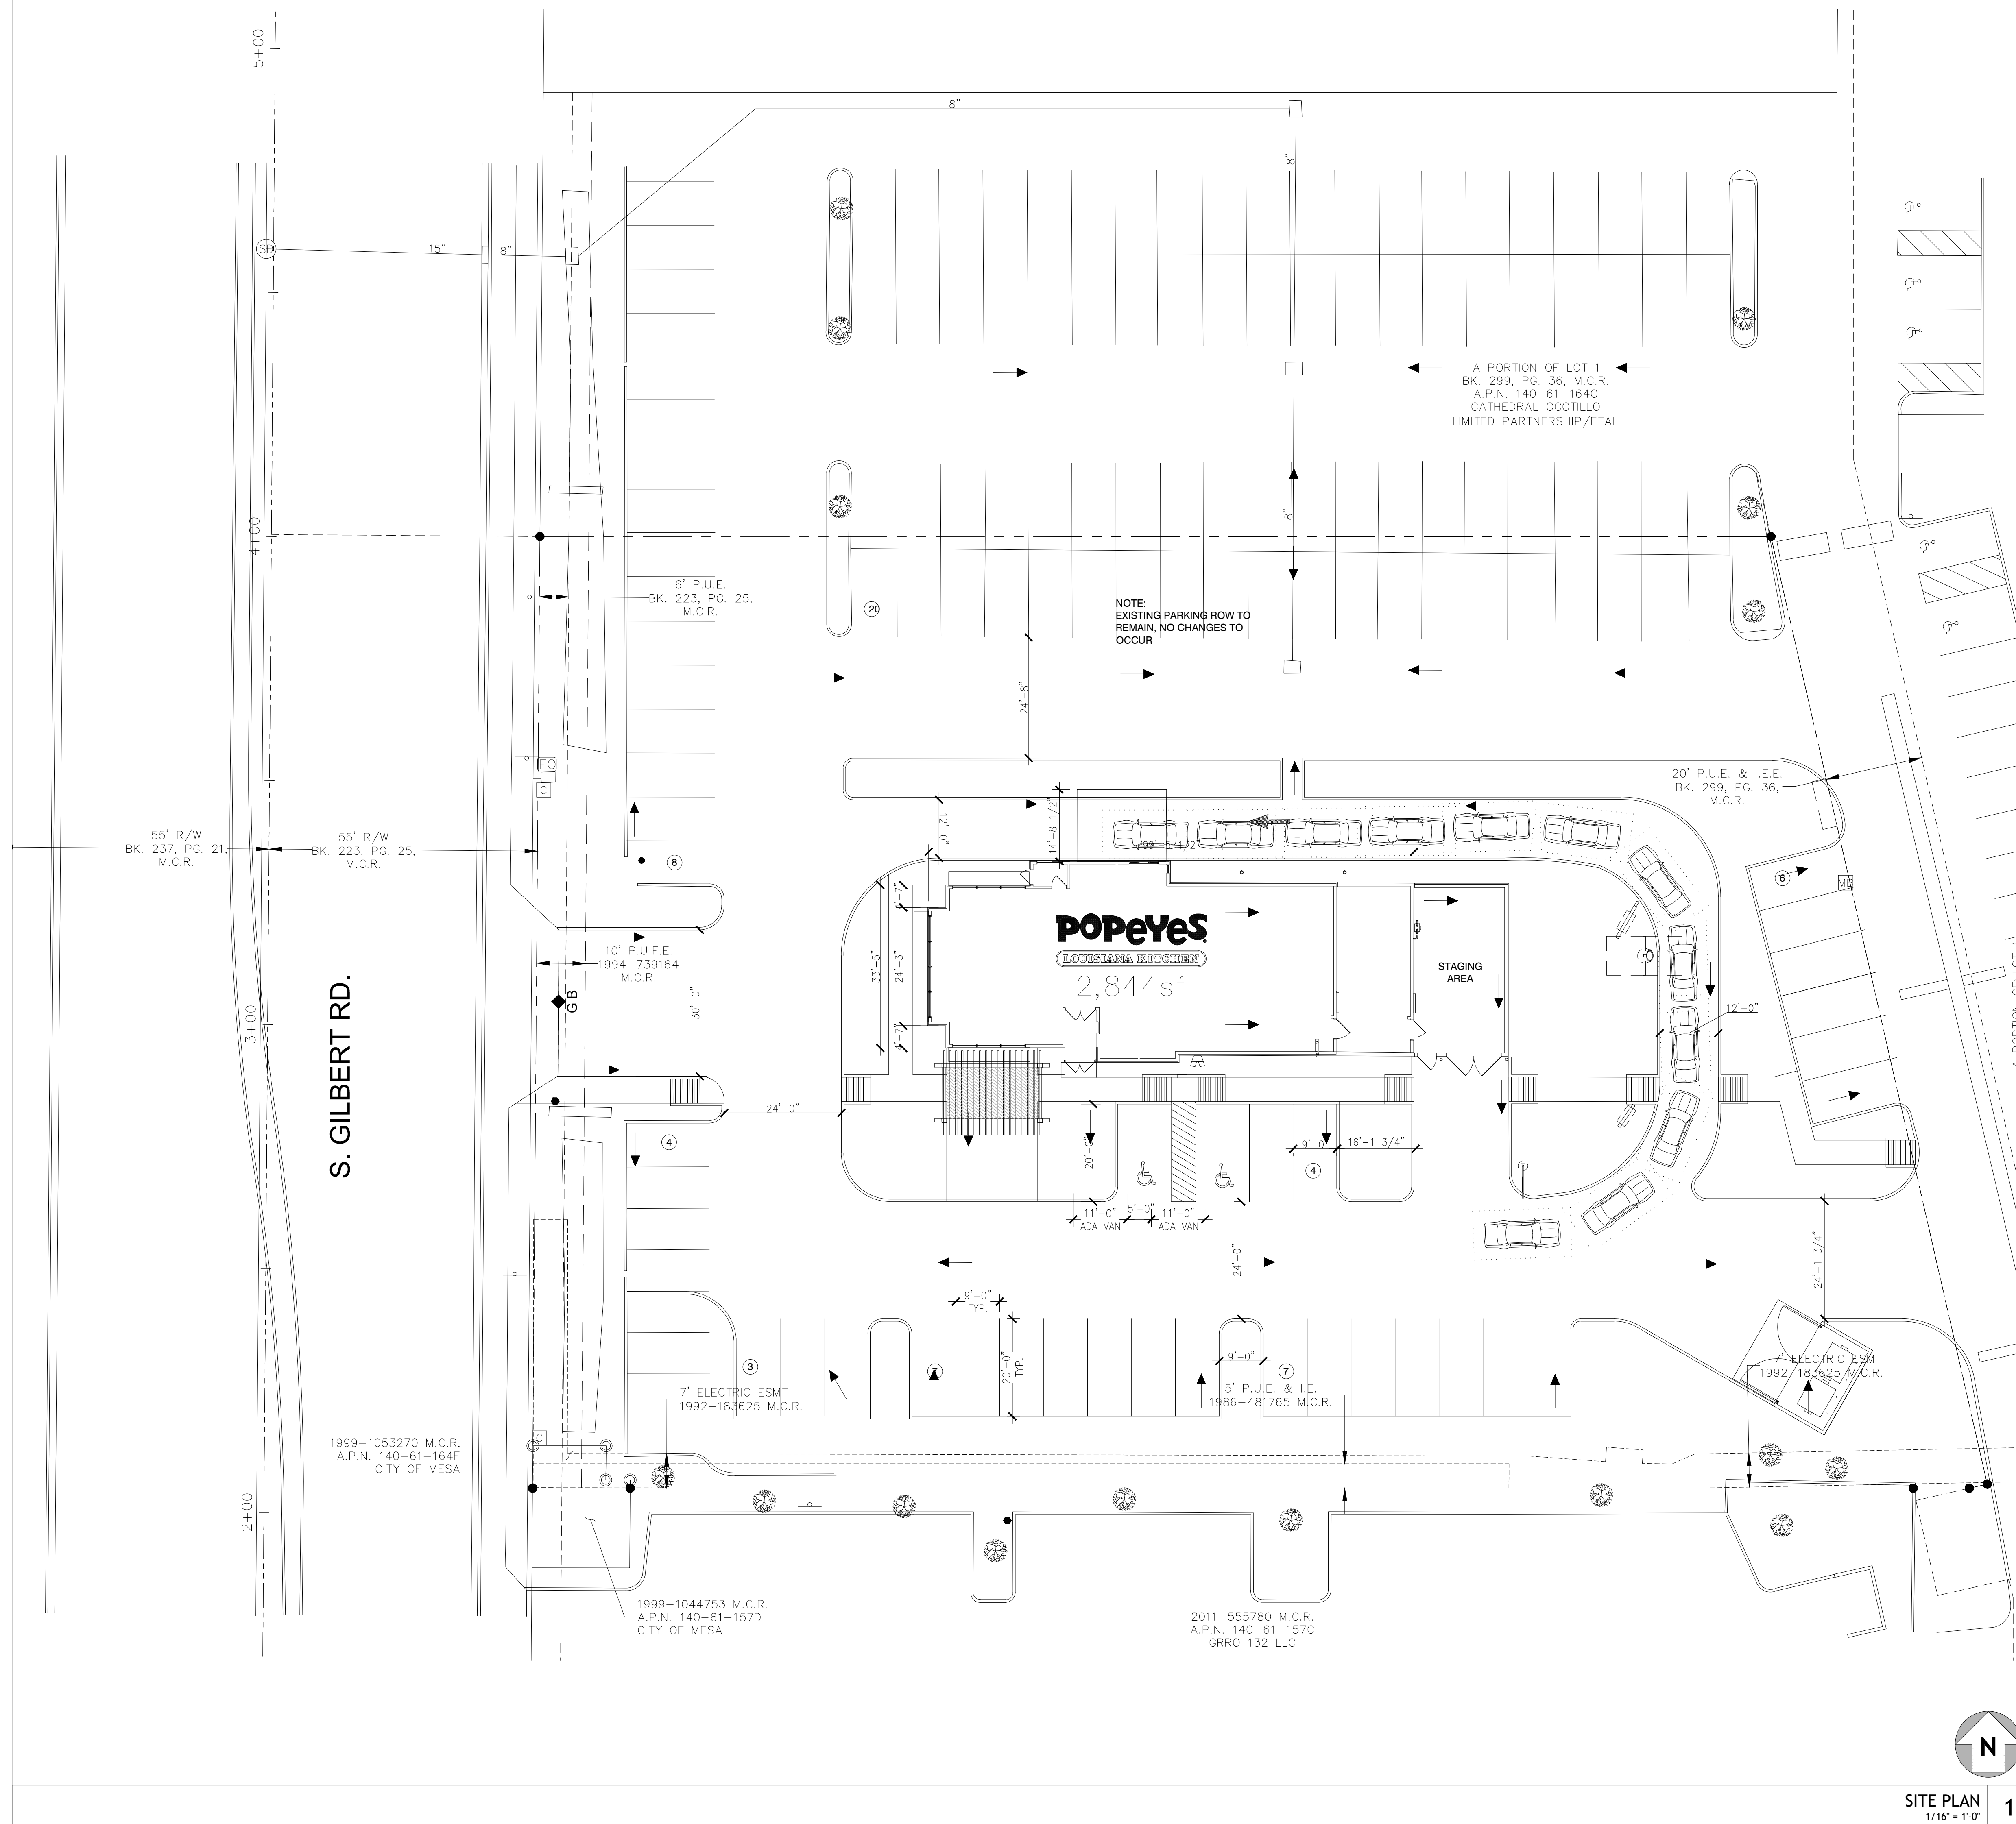 5+00
8"
8"
SD
15"
8"
A PORTION OF LOT 1
BK. 299, PG. 36, M.C.R.
A.P.N. 140-61-164C
CATHEDRAL OCOTILLO
LIMITED PARTNERSHIP/ETAL
4+00
8"
6' P.U.E.
BK. 223, PG. 25,
M.C.R.
20
NOTE:
EXISTING PARKING ROW TO
REMAIN, NO CHANGES TO
OCCUR
24'-8"
FO
C
20' P.U.E. & I.E.E.
BK. 299, PG. 36,
M.C.R.
55' R/W
BK. 237, PG. 21,
M.C.R.
55' R/W
BK. 223, PG. 25,
M.C.R.
8
12'-0"
14'-8 1/2"
6
MB
POPEYES
LOUISIANA KITCHEN
2,844sf
STAGING
AREA
10' P.U.F.E.
1994-739164
M.C.R.
GB
30'-0"
33'-5"
4'-7"
24'-3"
4'-7"
12'-0"
S. GILBERT RD.
3+00
24'-0"
4
20'-0"
9'-0"
16'-1 3/4"
4
11'-0"
ADA VAN
5'-0"
11'-0"
ADA VAN
24'-0"
24'-1 3/4"
9'-0"
TYP.
20'-0"
TYP.
3
7
9'-0"
7
7' ELECTRIC ESMT
1992-183625 M.C.R.
5' P.U.E. & I.E.
1986-481765 M.C.R.
7' ELECTRIC ESMT
1992-183625 M.C.R.
C
1999-1053270 M.C.R.
A.P.N. 140-61-164F
CITY OF MESA
2+00
1999-1044753 M.C.R.
A.P.N. 140-61-157D
CITY OF MESA
2011-555780 M.C.R.
A.P.N. 140-61-157C
GRRO 132 LLC
N
SITE PLAN
1/16" = 1'-0"
1